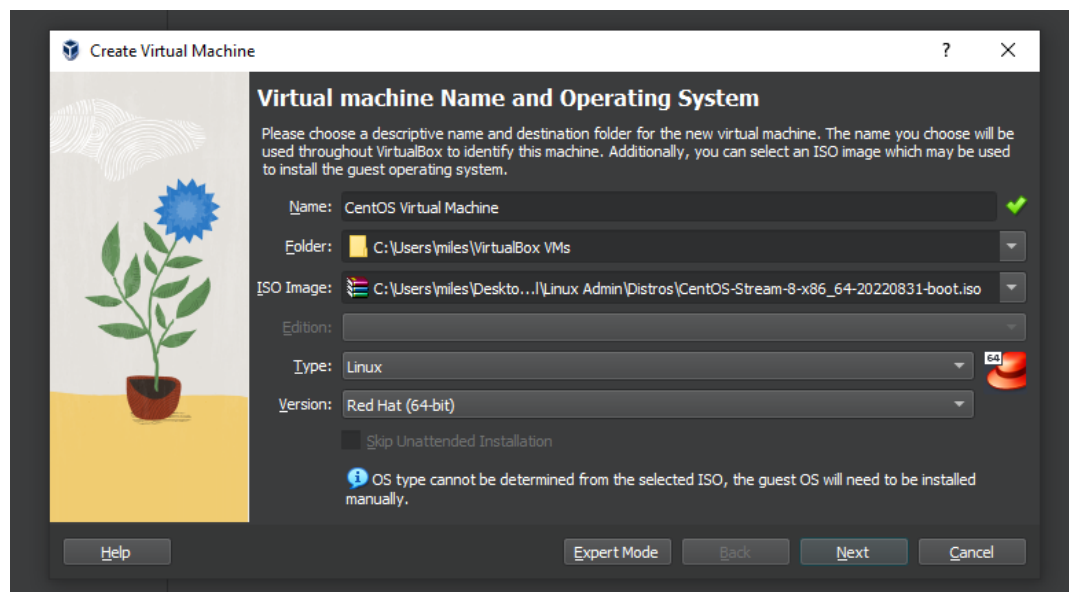 Create Virtual Machine
?
Virtual machine Name and Operating System
Please choose a descriptive name and destination folder for the new virtual machine. The name you choose will be
used throughout VirtualBox to identify this machine. Additionally, you can select an ISO image which may be used
to install the guest operating system.
Name: CentOS Virtual Machine
Folder: C:\Users\miles\VirtualBox VMs
ISO Image: C:\Users\miles\Deskto...l\Linux Admin\Distros\CentOS-Stream-8-x86_64-20220831-boot.iso
Edition:
Type: Linux
64
Version: Red Hat (64-bit)
Skip Unattended Installation
OS type cannot be determined from the selected ISO, the guest OS will need to be installed
manually.
Help Expert Mode Back Next Cancel